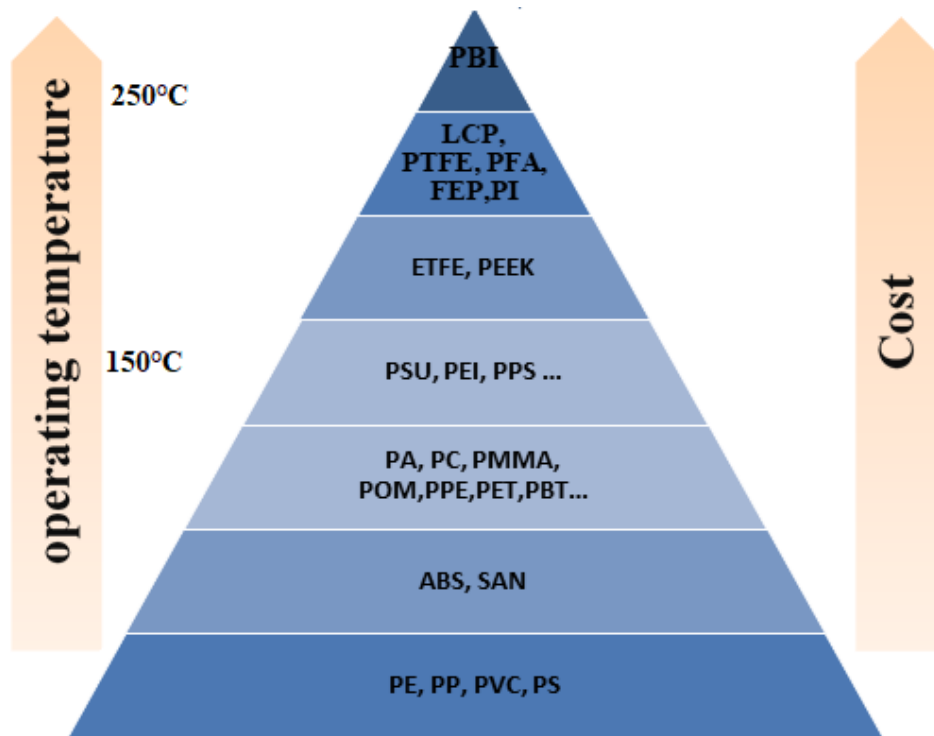 operating temperature
250°C
150°C
PBI
LCP,
PTFE, PFA,
FEP,PI
ETFE, PEEK
PSU, PEI, PPS ...
PA, PC, PMMA,
POM,PPE,PET,PBT...
ABS, SAN
PE, PP, PVC, PS
Cost